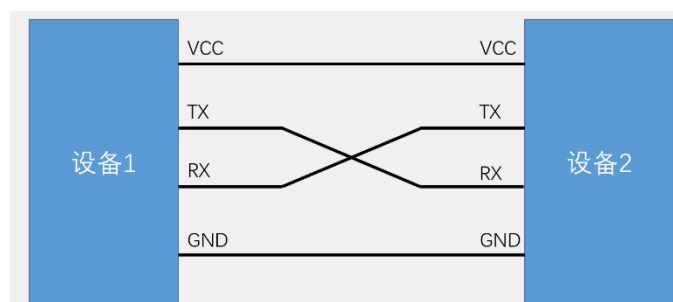 VCC VCC
TX TX
设备1 设备2
RX RX
GND GND